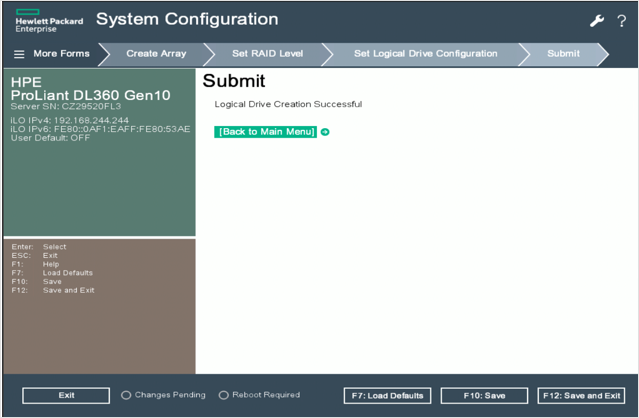 Hewlett Packard
Enterprise
System Configuration
?
More Forms
Create Array
Set RAID Level
Set Logical Drive Configuration
Submit
HPE
ProLiant DL360 Gen10
Server SN: CZ29520FL3
iLO IPv4: 192.168.244.244
iLO IPv6: FE80::0AF1:EAFF:FE80:53AE
User Default: OFF
Submit
Logical Drive Creation Successful
[Back to Main Menu]
Enter: Select
ESC: Exit
F1: Help
F7: Load Defaults
F10: Save
F12: Save and Exit
Exit
Changes Pending
Reboot Required
F7: Load Defaults
F10: Save
F12: Save and Exit